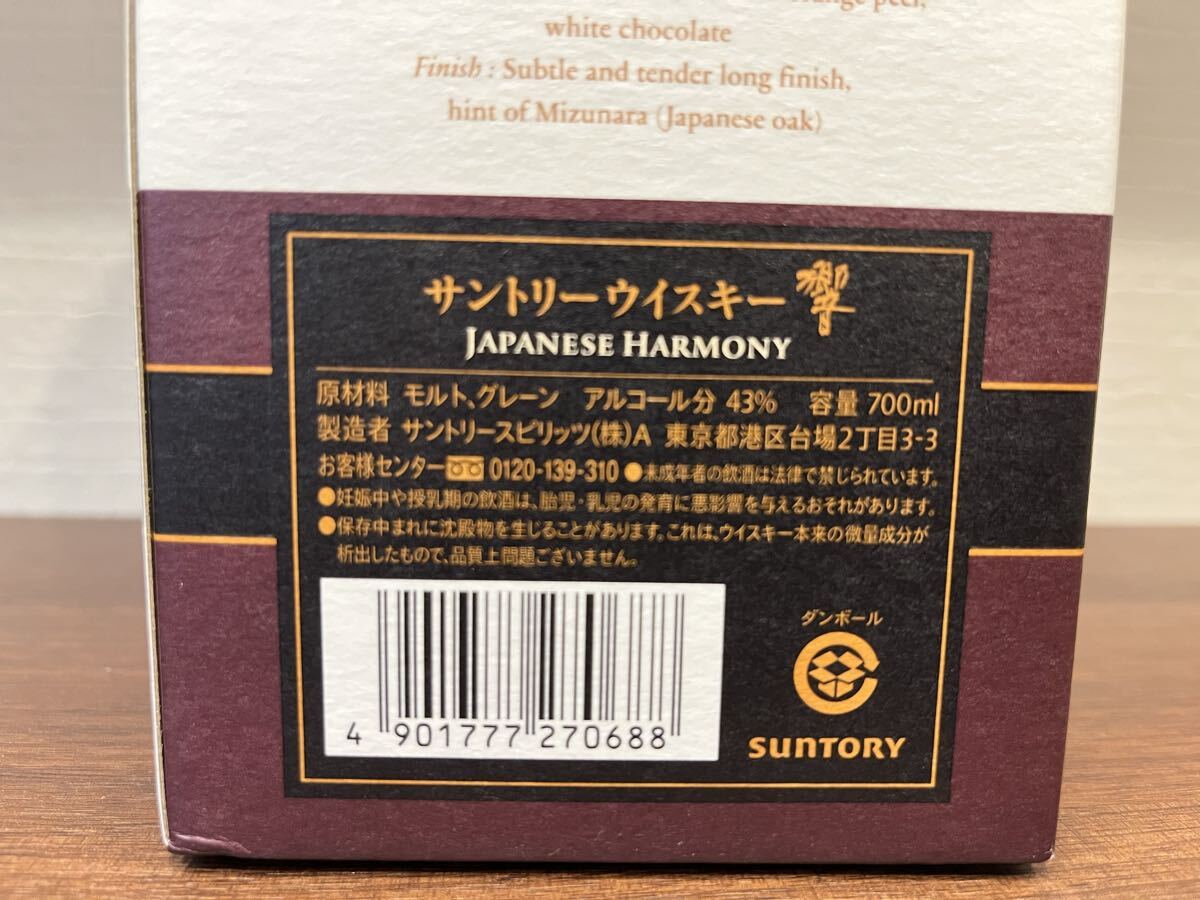 peel,
white chocolate
Finish : Subtle and tender long finish,
hint of Mizunara (Japanese oak)
サントリーウイスキー 響
JAPANESE HARMONY
原材料 モルト、グレーン アルコール分 43% 容量 700ml
製造者 サントリースピリッツ(株)A 東京都港区台場2丁目3-3
お客様センター 0120-139-310 ●未成年者の飲酒は法律で禁じられています。
●妊娠中や授乳期の飲酒は、胎児・乳児の発育に悪影響を与えるおそれがあります。
●保存中まれに沈殿物を生じることがあります。これは、ウイスキー本来の微量成分が
析出したもので、品質上問題ございません。
4 901777 270688
ダンボール
SUNTORY